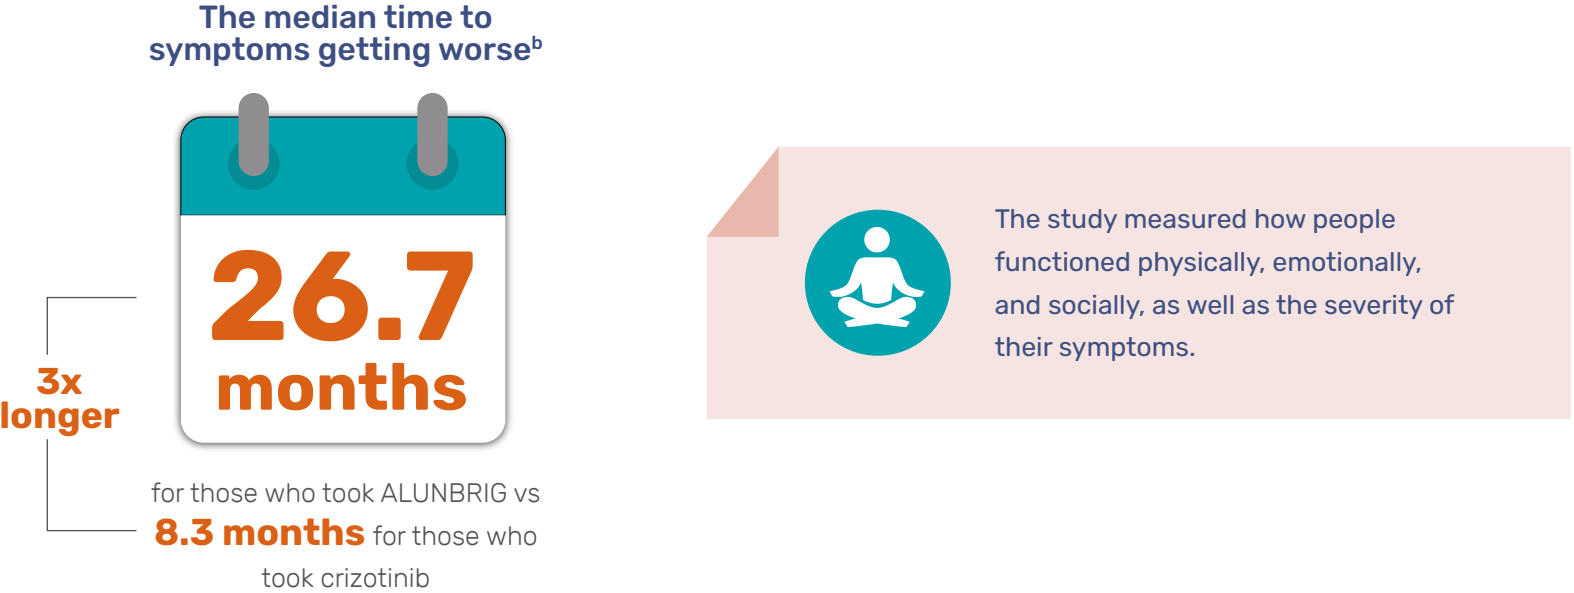 The median time to
symptoms getting worseᵇ
26.7
months
3x
longer
for those who took ALUNBRIG vs
8.3 months for those who
took crizotinib
The study measured how people
functioned physically, emotionally,
and socially, as well as the severity of
their symptoms.